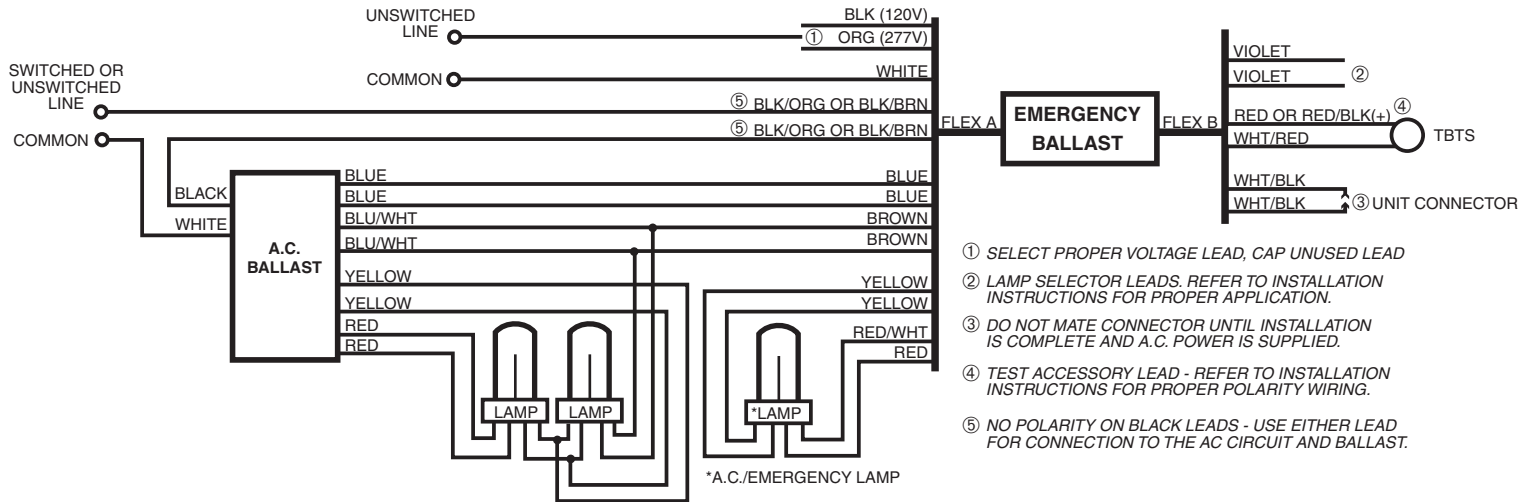 UNSWITCHED
LINE
BLK (120V)
① ORG (277V)
COMMON
WHITE
SWITCHED OR
UNSWITCHED
LINE
COMMON
⑤ BLK/ORG OR BLK/BRN
⑤ BLK/ORG OR BLK/BRN
FLEX A
EMERGENCY
BALLAST
FLEX B
VIOLET
VIOLET
②
RED OR RED/BLK(+)
④
WHT/RED
TBTS
WHT/BLK
WHT/BLK
③ UNIT CONNECTOR
BLACK
WHITE
A.C.
BALLAST
BLUE
BLUE
BLU/WHT
BLU/WHT
YELLOW
YELLOW
RED
RED
BLUE
BLUE
BROWN
BROWN
YELLOW
YELLOW
RED/WHT
RED
LAMP
LAMP
*LAMP
*A.C./EMERGENCY LAMP
① SELECT PROPER VOLTAGE LEAD, CAP UNUSED LEAD
② LAMP SELECTOR LEADS. REFER TO INSTALLATION
INSTRUCTIONS FOR PROPER APPLICATION.
③ DO NOT MATE CONNECTOR UNTIL INSTALLATION
IS COMPLETE AND A.C. POWER IS SUPPLIED.
④ TEST ACCESSORY LEAD - REFER TO INSTALLATION
INSTRUCTIONS FOR PROPER POLARITY WIRING.
⑤ NO POLARITY ON BLACK LEADS - USE EITHER LEAD
FOR CONNECTION TO THE AC CIRCUIT AND BALLAST.